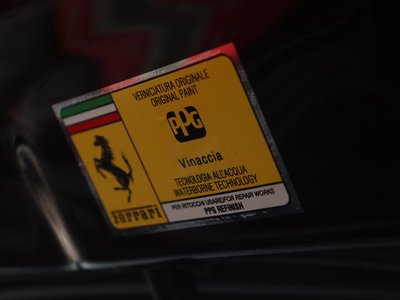 VERNICIATURA ORIGINALE
ORIGINAL PAINT
PPG
Vinaccia
TECNOLOGIA ALL'ACQUA
WATERBORNE TECHNOLOGY
Ferrari
PER RITOCCHI USARE/FOR REPAIR WORKS
PPG REFINISH